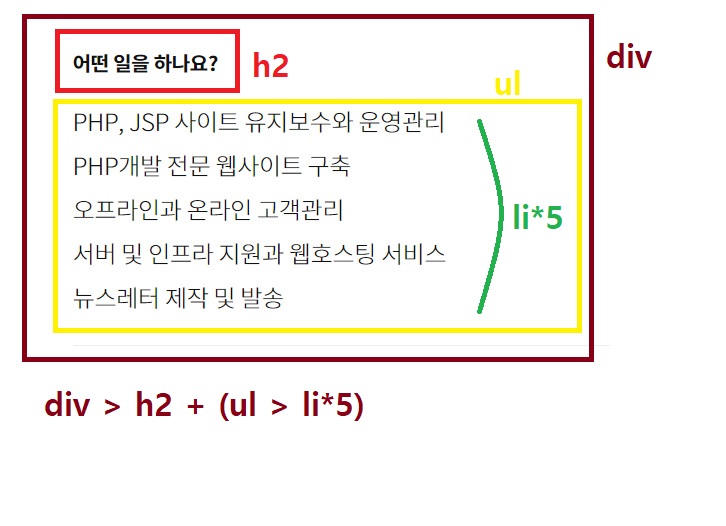 어떤 일을 하나요?
h2
div
ul
PHP, JSP 사이트 유지보수와 운영관리
PHP개발 전문 웹사이트 구축
오프라인과 온라인 고객관리
li*5
서버 및 인프라 지원과 웹호스팅 서비스
뉴스레터 제작 및 발송
div > h2 + (ul > li*5)